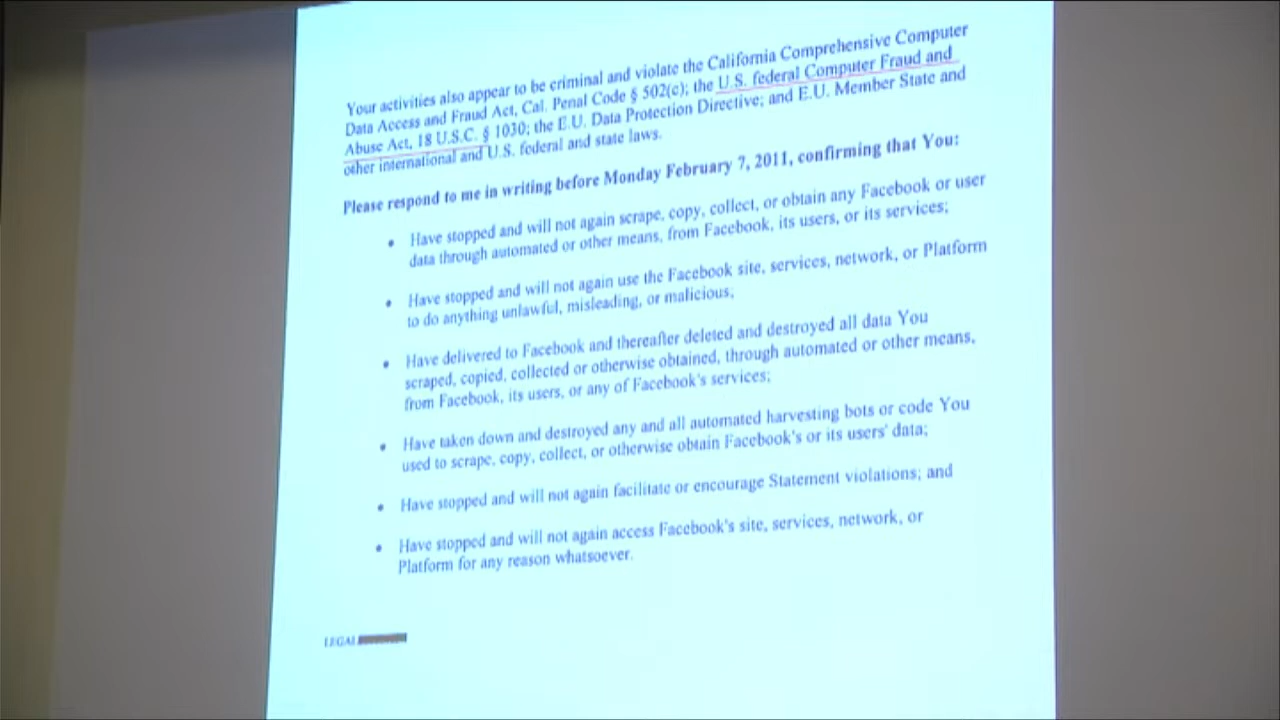 Your activities also appear to be criminal and violate the California Comprehensive Computer
Data Access and Fraud Act, Cal. Penal Code § 502(c); the U.S. federal Computer Fraud and
Abuse Act, 18 U.S.C. § 1030; the E.U. Data Protection Directive; and E.U. Member State and
other international and U.S. federal and state laws.
Please respond to me in writing before Monday February 7, 2011, confirming that You:
• Have stopped and will not again scrape, copy, collect, or obtain any Facebook or user
data through automated or other means, from Facebook, its users, or its services;
• Have stopped and will not again use the Facebook site, services, network, or Platform
to do anything unlawful, misleading, or malicious;
• Have delivered to Facebook and thereafter deleted and destroyed all data You
scraped, copied, collected or otherwise obtained, through automated or other means,
from Facebook, its users, or any of Facebook's services;
• Have taken down and destroyed any and all automated harvesting bots or code You
used to scrape, copy, collect, or otherwise obtain Facebook's or its users' data;
• Have stopped and will not again facilitate or encourage Statement violations; and
• Have stopped and will not again access Facebook's site, services, network, or
Platform for any reason whatsoever.
LEGAL